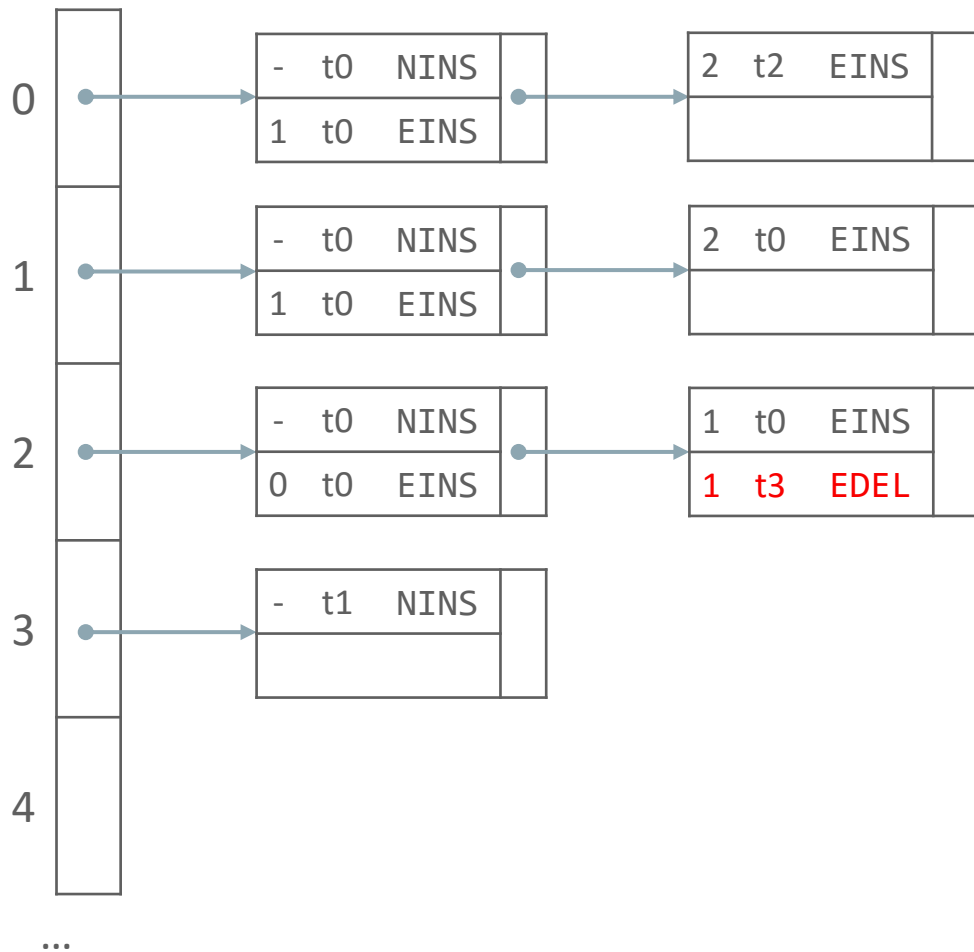 0
- t0 NINS
1 t0 EINS
2 t2 EINS
1
- t0 NINS
1 t0 EINS
2 t0 EINS
2
- t0 NINS
0 t0 EINS
1 t0 EINS
1 t3 EDEL
3
- t1 NINS
4
...